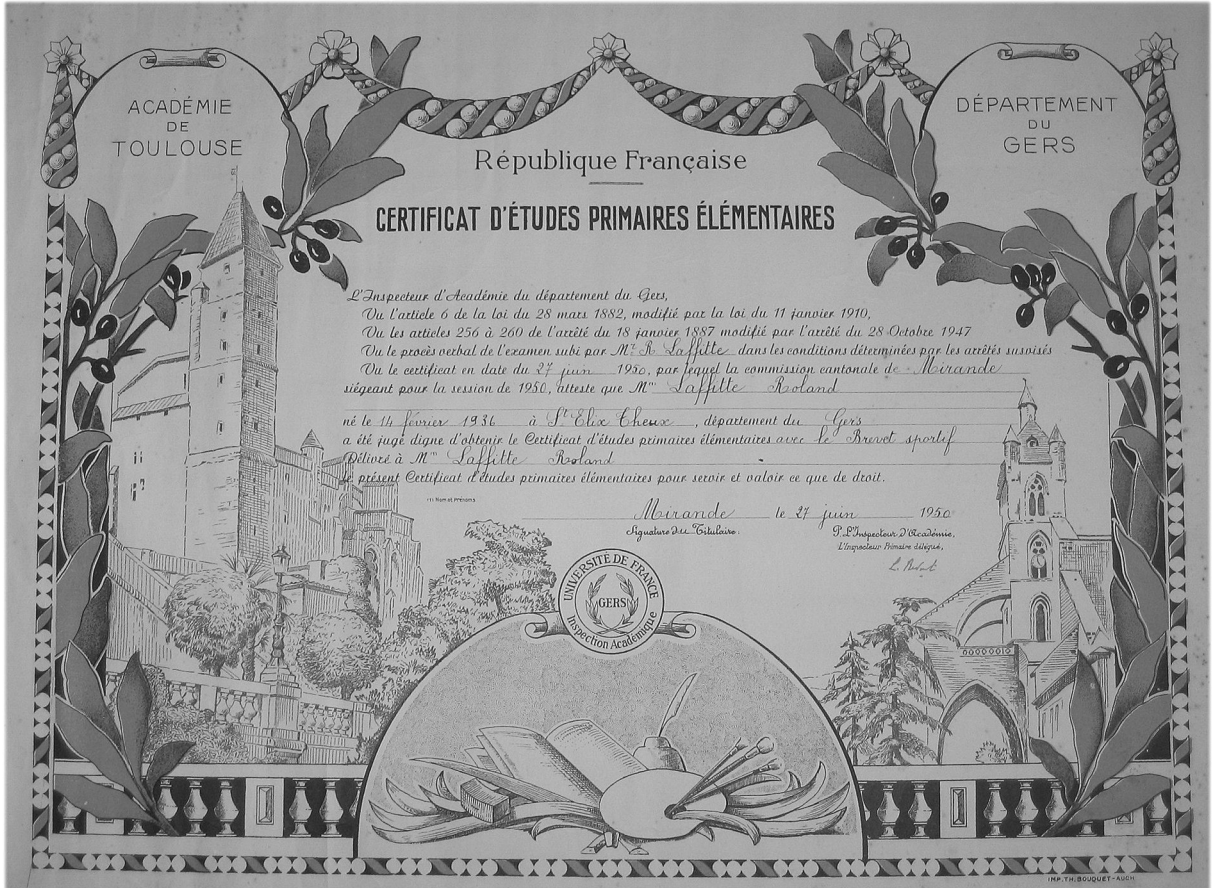 ACADÉMIE
DE
TOULOUSE
DÉPARTEMENT
DU
GERS
République Française
CERTIFICAT D'ÉTUDES PRIMAIRES ÉLÉMENTAIRES
L'Inspecteur d'Académie du département du Gers,
Vu l'article 6 de la loi du 28 mars 1882, modifié par la loi du 11 janvier 1910,
Vu les articles 256 à 260 de l'arrêté du 18 janvier 1887 modifié par l'arrêté du 28 Octobre 1947
Vu le procès verbal de l'examen subi par Mr. R. Laffitte dans les conditions déterminées par les arrêtés susvisés
Vu le certificat en date du 27 juin 1950, par lequel la commission cantonale de Mirande
siégeant pour la session de 1950, atteste que M(1) Laffitte Roland
né le 14 février 1936 à St Elix Theux, département du Gers
a été jugé digne d'obtenir le Certificat d'études primaires élémentaires avec le Brevet sportif
Délivré à M(1) Laffitte Roland
le présent Certificat d'études primaires élémentaires pour servir et valoir ce que de droit.
(1) Nom et Prénoms
Mirande le 27 juin 1950
Signature du Titulaire.
P. L'Inspecteur D'Académie,
L'Inspecteur Primaire délégué,
UNIVERSITE DE FRANCE
GERS
Inspection Académique
IMP. TH. BOUQUET-AUCH